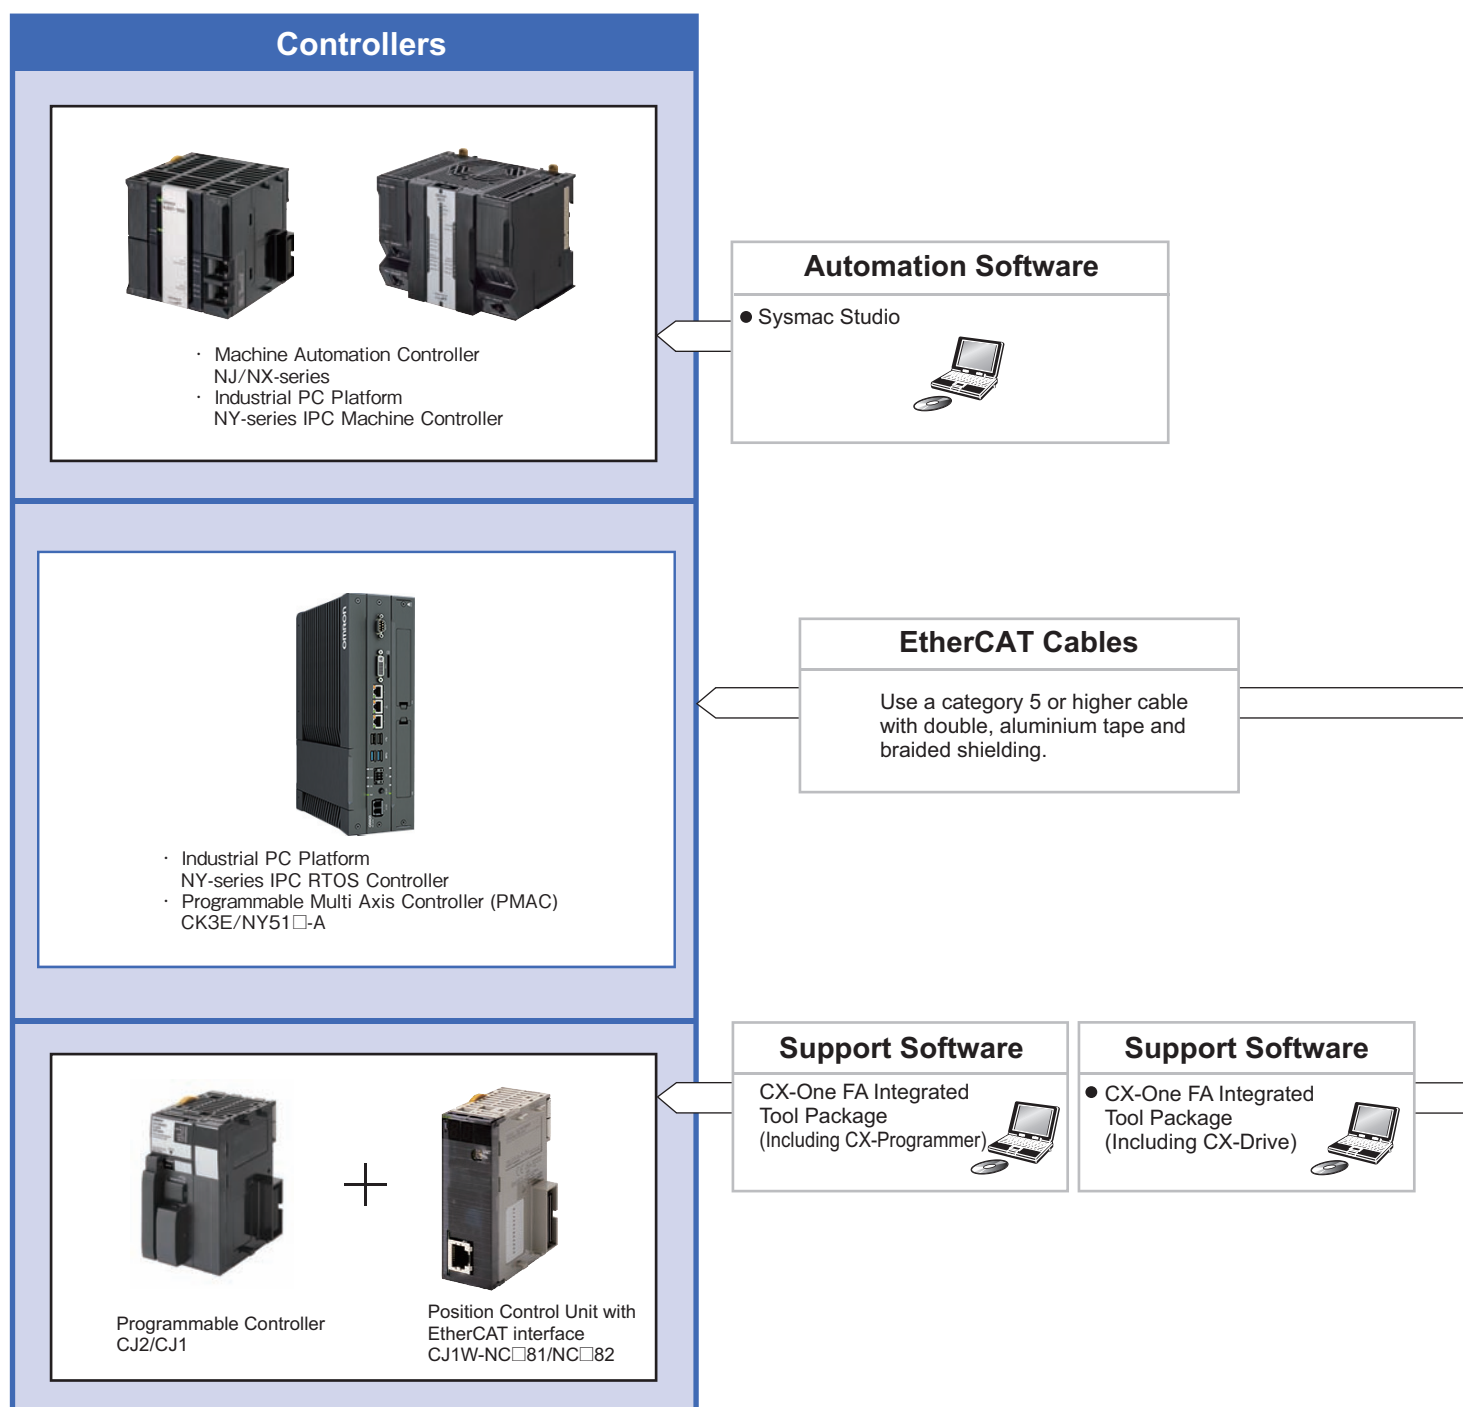 Controllers
· Machine Automation Controller
NJ/NX-series
· Industrial PC Platform
NY-series IPC Machine Controller
Automation Software
● Sysmac Studio
OMRON
· Industrial PC Platform
NY-series IPC RTOS Controller
· Programmable Multi Axis Controller (PMAC)
CK3E/NY51□-A
EtherCAT Cables
Use a category 5 or higher cable
with double, aluminium tape and
braided shielding.
Support Software
CX-One FA Integrated
Tool Package
(Including CX-Programmer)
Support Software
● CX-One FA Integrated
Tool Package
(Including CX-Drive)
Programmable Controller
CJ2/CJ1
Position Control Unit with
EtherCAT interface
CJ1W-NC□81/NC□82